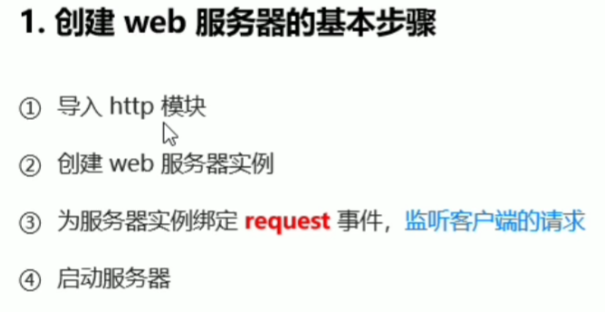 1. 创建 web 服务器的基本步骤
① 导入 http 模块
② 创建 web 服务器实例
③ 为服务器实例绑定 request 事件，监听客户端的请求
④ 启动服务器